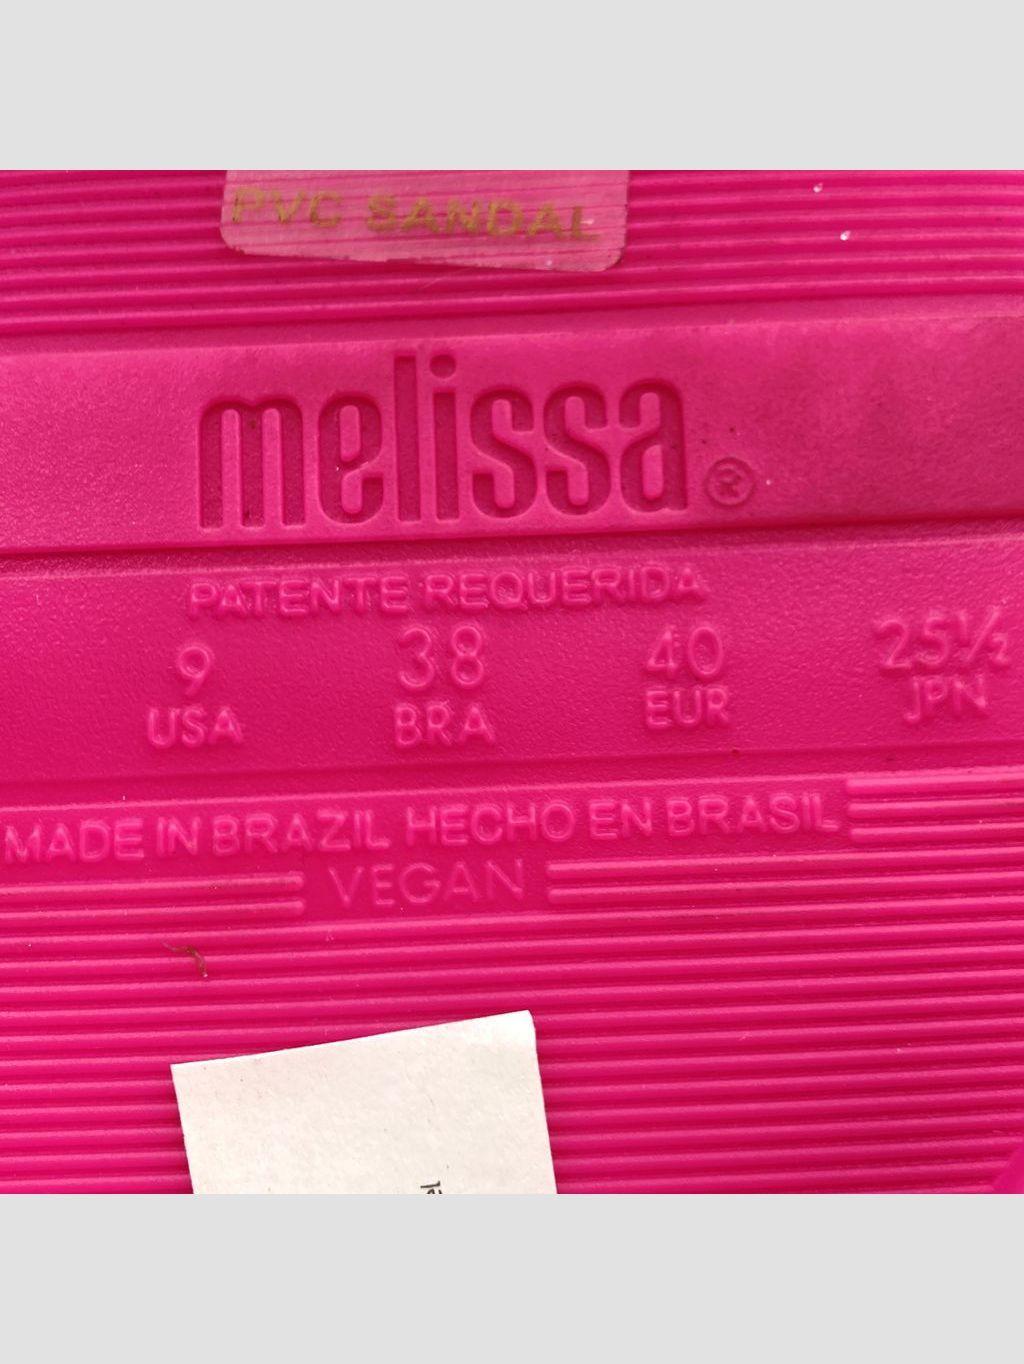 PVC SANDAL
melissa®
PATENTE REQUERIDA
9 38 40 25½
USA BRA EUR JPN
MADE IN BRAZIL HECHO EN BRASIL
VEGAN